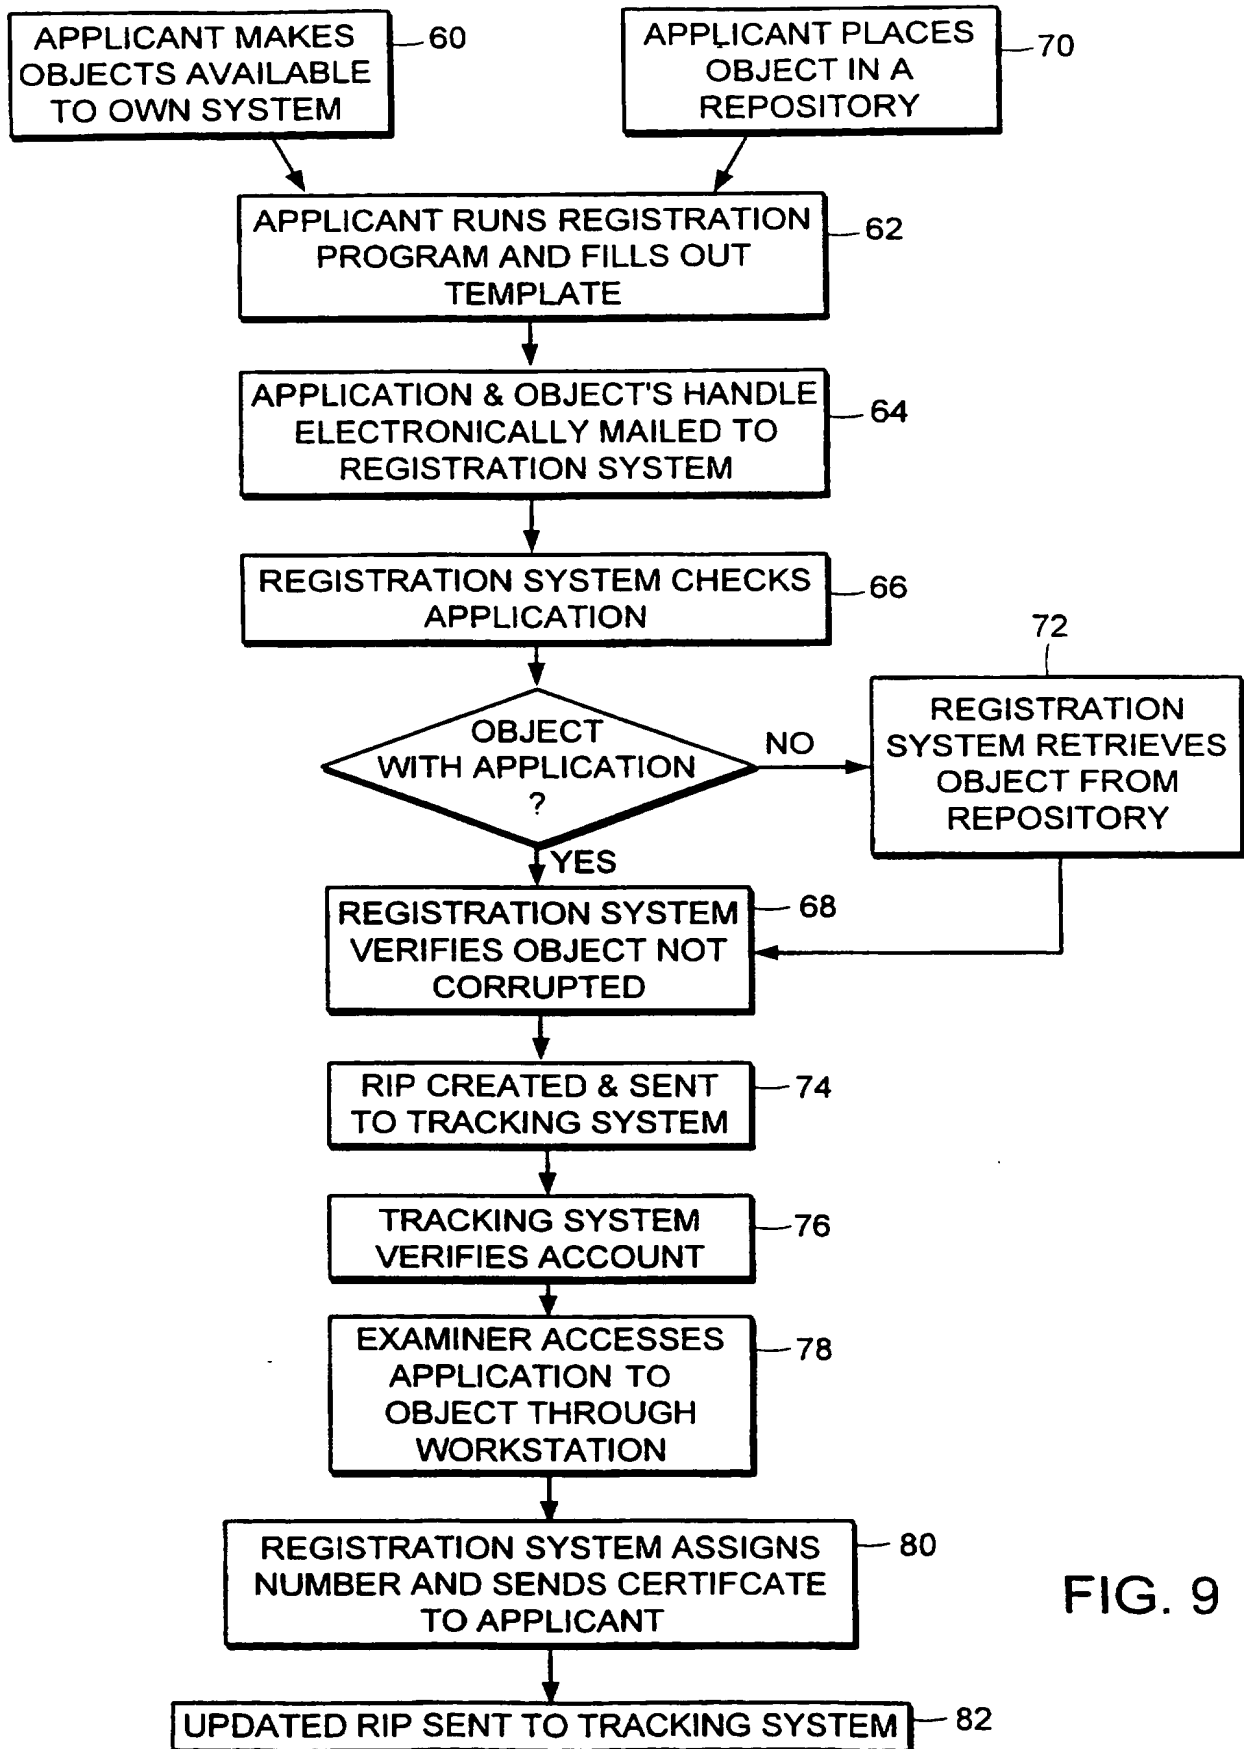 APPLICANT MAKES
OBJECTS AVAILABLE
TO OWN SYSTEM
60
APPLICANT PLACES
OBJECT IN A
REPOSITORY
70
APPLICANT RUNS REGISTRATION
PROGRAM AND FILLS OUT
TEMPLATE
62
APPLICATION & OBJECT'S HANDLE
ELECTRONICALLY MAILED TO
REGISTRATION SYSTEM
64
REGISTRATION SYSTEM CHECKS
APPLICATION
66
OBJECT
WITH APPLICATION
?
NO
YES
72
REGISTRATION
SYSTEM RETRIEVES
OBJECT FROM
REPOSITORY
REGISTRATION SYSTEM
VERIFIES OBJECT NOT
CORRUPTED
68
RIP CREATED & SENT
TO TRACKING SYSTEM
74
TRACKING SYSTEM
VERIFIES ACCOUNT
76
EXAMINER ACCESSES
APPLICATION TO
OBJECT THROUGH
WORKSTATION
78
REGISTRATION SYSTEM ASSIGNS
NUMBER AND SENDS CERTIFCATE
TO APPLICANT
80
UPDATED RIP SENT TO TRACKING SYSTEM
82
FIG. 9